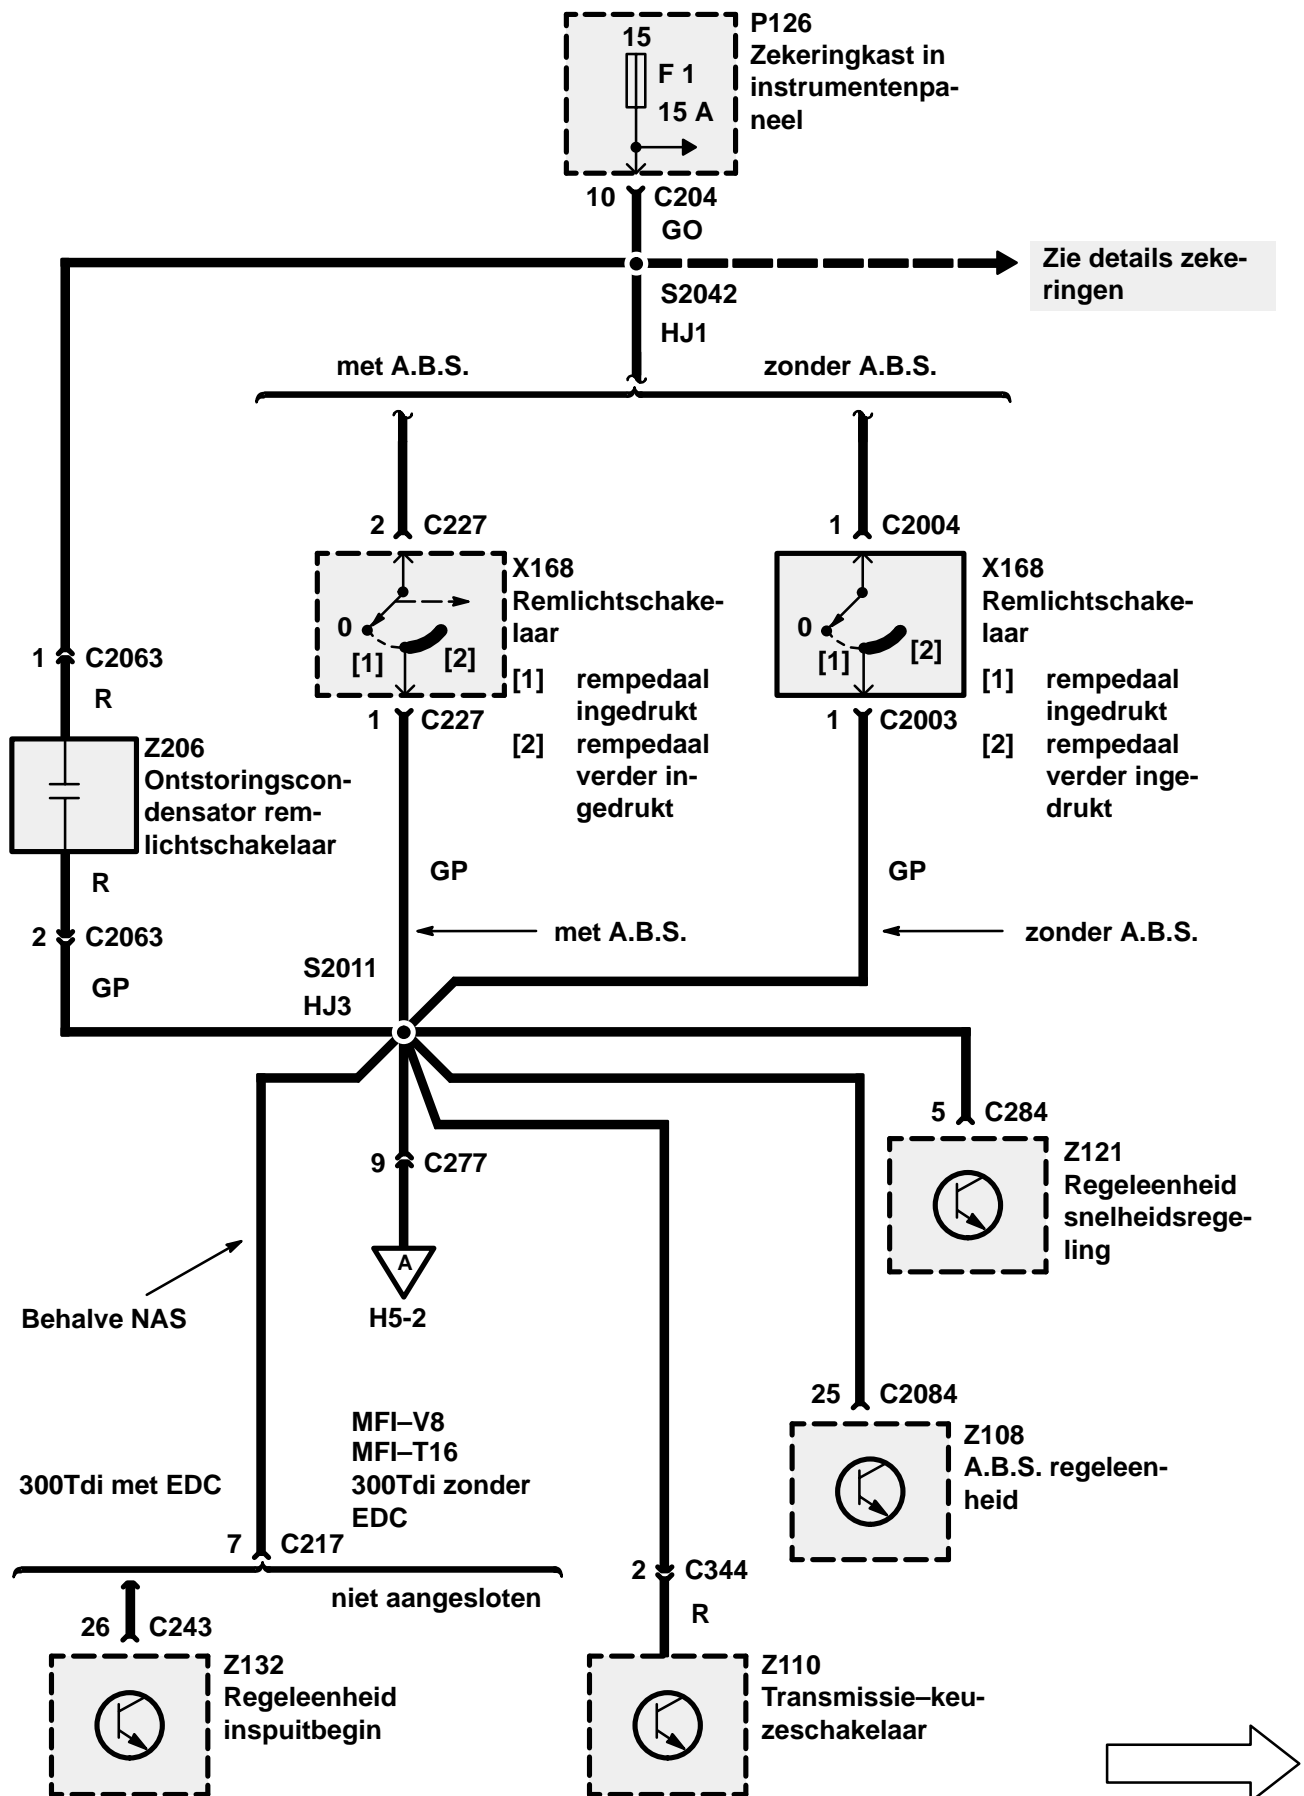 P126
Zekeringkast in
instrumentenpa-
neel
15
F 1
15 A
10 C204
GO
Zie details zeke-
ringen
S2042
HJ1
met A.B.S.
zonder A.B.S.
2 C227
1 C2004
X168
Remlichtschake-
laar
0
[1]
[2]
[1] rempedaal
ingedrukt
[2] rempedaal
verder in-
gedrukt
X168
Remlichtschake-
laar
0
[1]
[2]
[1] rempedaal
ingedrukt
[2] rempedaal
verder inge-
drukt
1 C2063
R
1 C227
1 C2003
Z206
Ontstoringscon-
densator rem-
lichtschakelaar
R
GP
GP
2 C2063
met A.B.S.
zonder A.B.S.
GP
S2011
HJ3
5 C284
Z121
Regeleenheid
snelheidsrege-
ling
9 C277
A
H5-2
Behalve NAS
25 C2084
Z108
A.B.S. regeleen-
heid
300Tdi met EDC
MFI–V8
MFI–T16
300Tdi zonder
EDC
7 C217
niet aangesloten
2 C344
R
26 C243
Z132
Regeleenheid
inspuitbegin
Z110
Transmissie–keu-
zeschakelaar